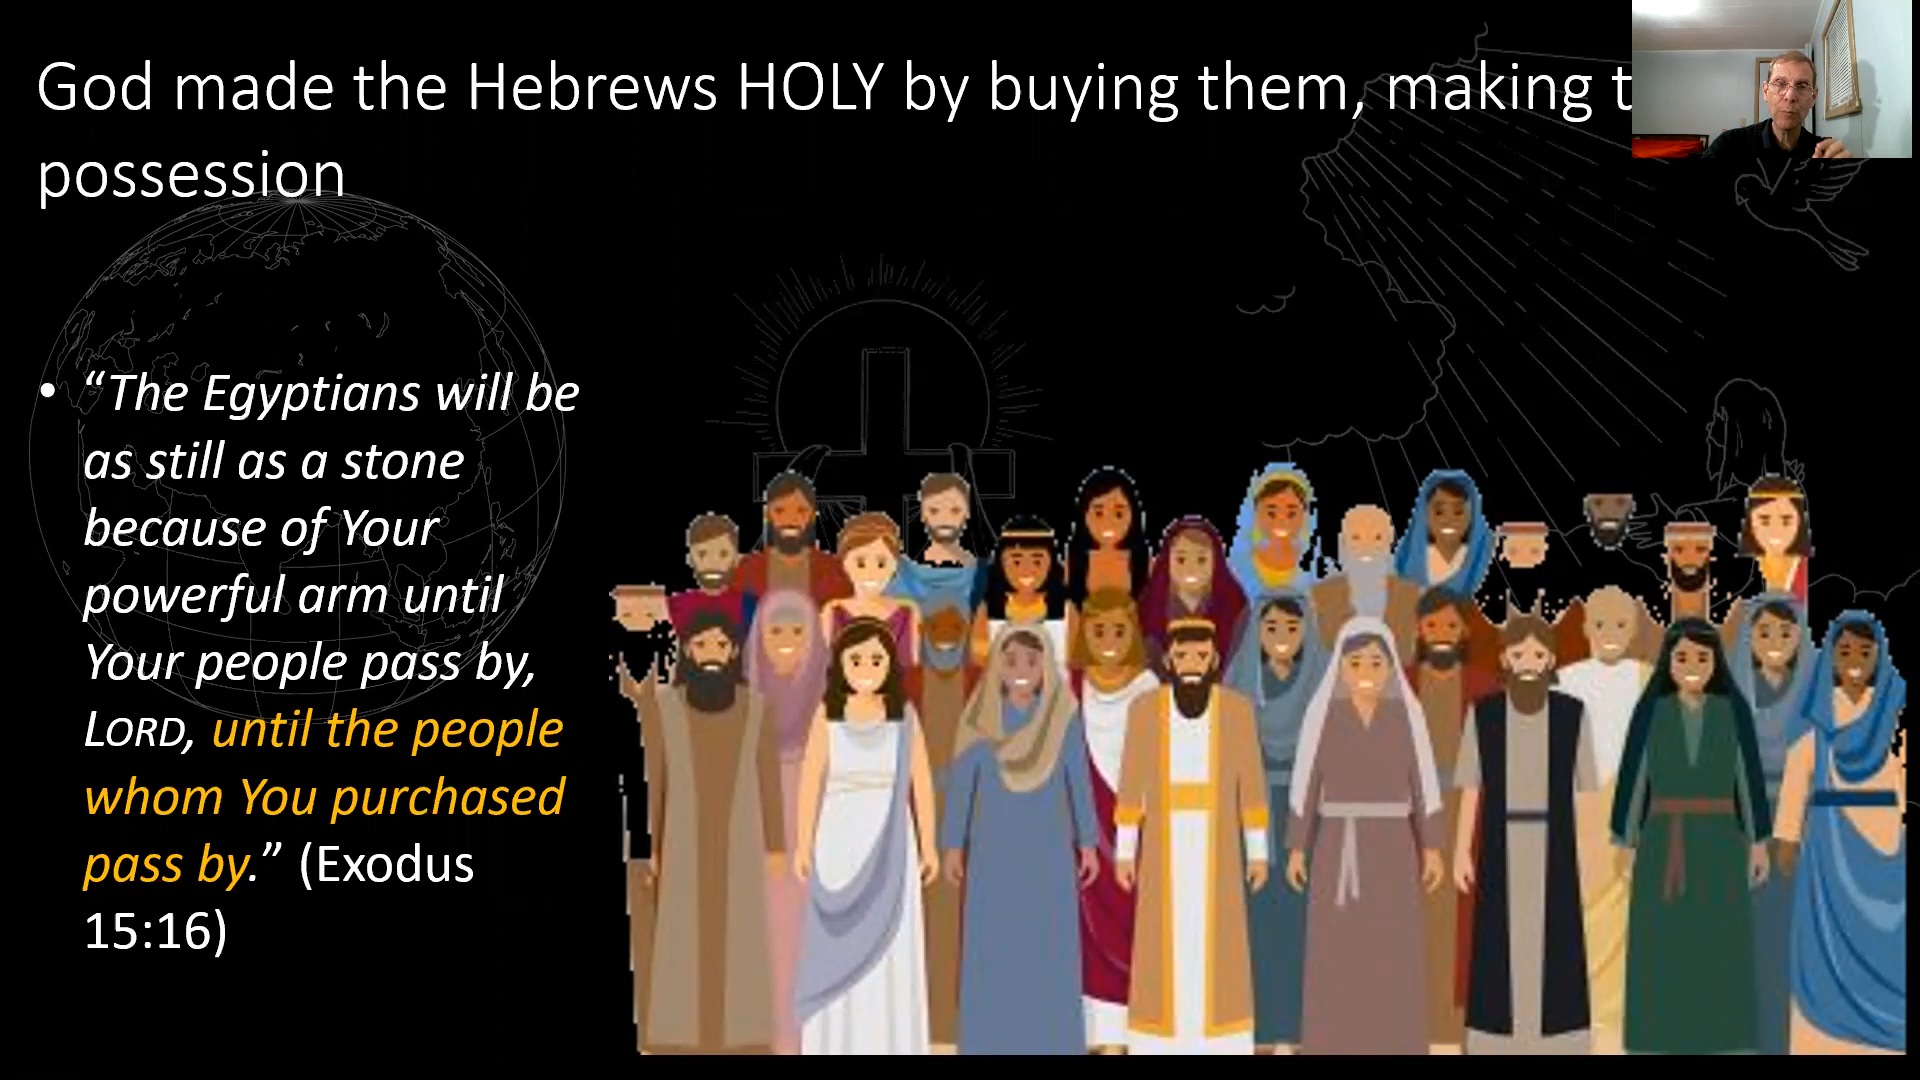 God made the Hebrews HOLY by buying them, making
possession
• “The Egyptians will be
as still as a stone
because of Your
powerful arm until
Your people pass by,
LORD, until the people
whom You purchased
pass by.” (Exodus
15:16)